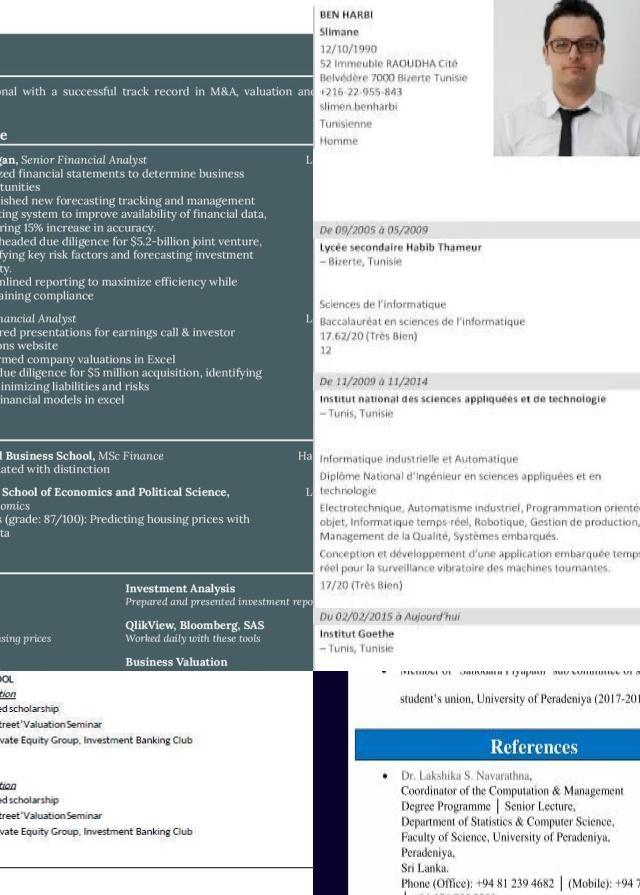 onal with a successful track record in M&A, valuation and
e
gan, Senior Financial Analyst L
zed financial statements to determine business
tunities
ished new forecasting tracking and management
ting system to improve availability of financial data,
ring 15% increase in accuracy.
headed due diligence for $5.2-billion joint venture,
fying key risk factors and forecasting investment
ty.
mlined reporting to maximize efficiency while
aining compliance
nancial Analyst L
red presentations for earnings call & investor
ons website
rmed company valuations in Excel
due diligence for $5 million acquisition, identifying
inimizing liabilities and risks
financial models in excel
l Business School, MSc Finance Ha
ated with distinction
School of Economics and Political Science, L
omics
s (grade: 87/100): Predicting housing prices with
ta
Investment Analysis
Prepared and presented investment repo
QlikView, Bloomberg, SAS
using prices Worked daily with these tools
Business Valuation
BEN HARBI
Slimane
12/10/1990
52 Immeuble RAOUDHA Cité
Belvédère 7000 Bizerte Tunisie
+216-22-955-843
slimen.benharbi
Tunisienne
Homme
De 09/2005 à 05/2009
Lycée secondaire Habib Thameur
– Bizerte, Tunisie
Sciences de l'informatique
Baccalauréat en sciences de l'informatique
17.62/20 (Très Bien)
12
De 11/2009 à 11/2014
Institut national des sciences appliquées et de technologie
– Tunis, Tunisie
Informatique industrielle et Automatique
Diplôme National d'Ingénieur en sciences appliquées et en
technologie
Electrotechnique, Automatisme industriel, Programmation orienté
objet, Informatique temps-réel, Robotique, Gestion de production,
Management de la Qualité, Systèmes embarqués.
Conception et développement d'une application embarquée temps
réel pour la surveillance vibratoire des machines tournantes.
17/20 (Très Bien)
Du 02/02/2015 à Aujourd'hui
Institut Goethe
– Tunis, Tunisie
OOL
tion
ed scholarship
treet' Valuation Seminar
vate Equity Group, Investment Banking Club
tion
ed scholarship
treet' Valuation Seminar
vate Equity Group, Investment Banking Club
student's union, University of Peradeniya (2017-201
References
• Dr. Lakshika S. Navarathna,
Coordinator of the Computation & Management
Degree Programme | Senior Lecture,
Department of Statistics & Computer Science,
Faculty of Science, University of Peradeniya,
Peradeniya,
Sri Lanka.
Phone (Office): +94 81 239 4682 | (Mobile): +94 7